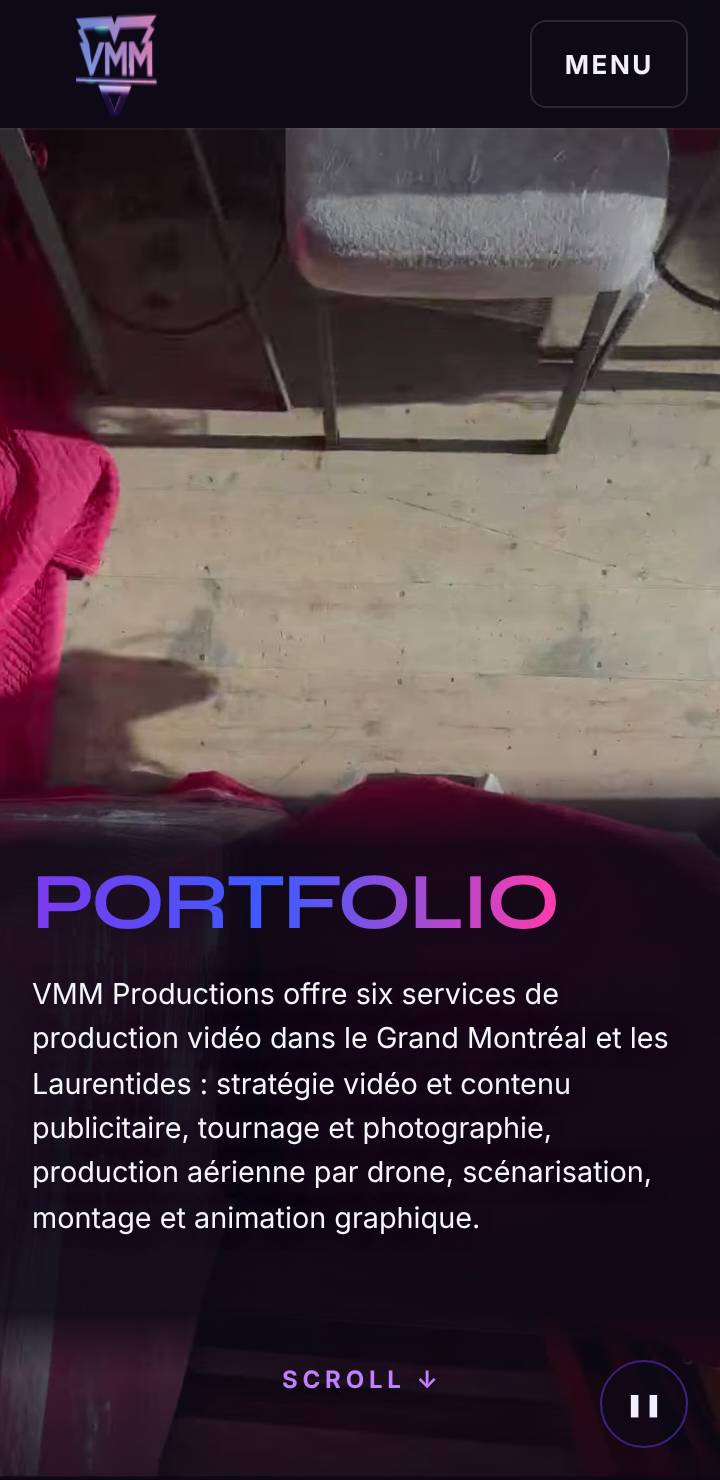 VMM
MENU
PORTFOLIO
VMM Productions offre six services de
production vidéo dans le Grand Montréal et les
Laurentides : stratégie vidéo et contenu
publicitaire, tournage et photographie,
production aérienne par drone, scénarisation,
montage et animation graphique.
SCROLL ↓